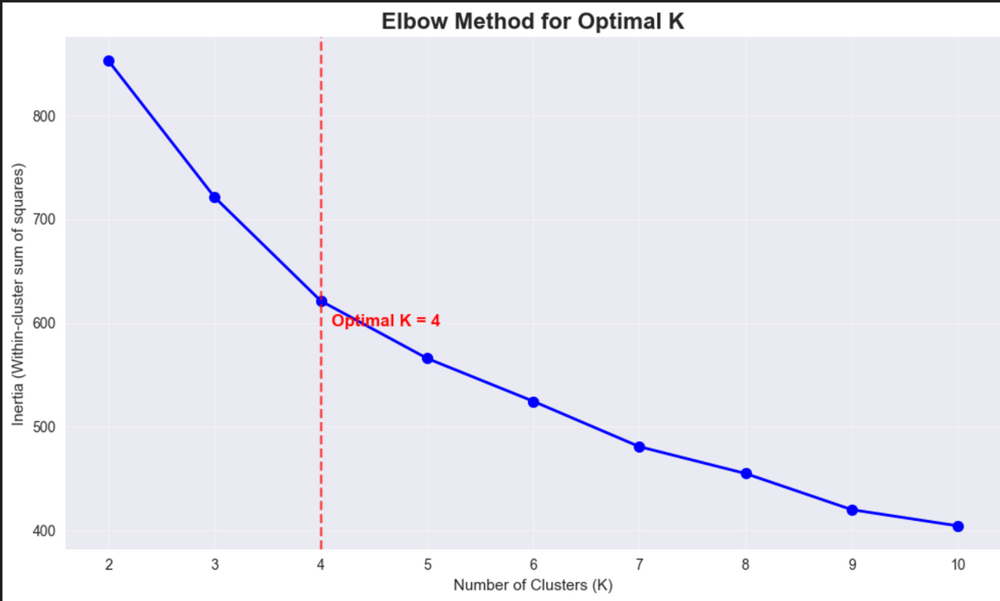 Elbow Method for Optimal K
Inertia (Within-cluster sum of squares)
800
700
600
500
400
Optimal K = 4
2 3 4 5 6 7 8 9 10
Number of Clusters (K)